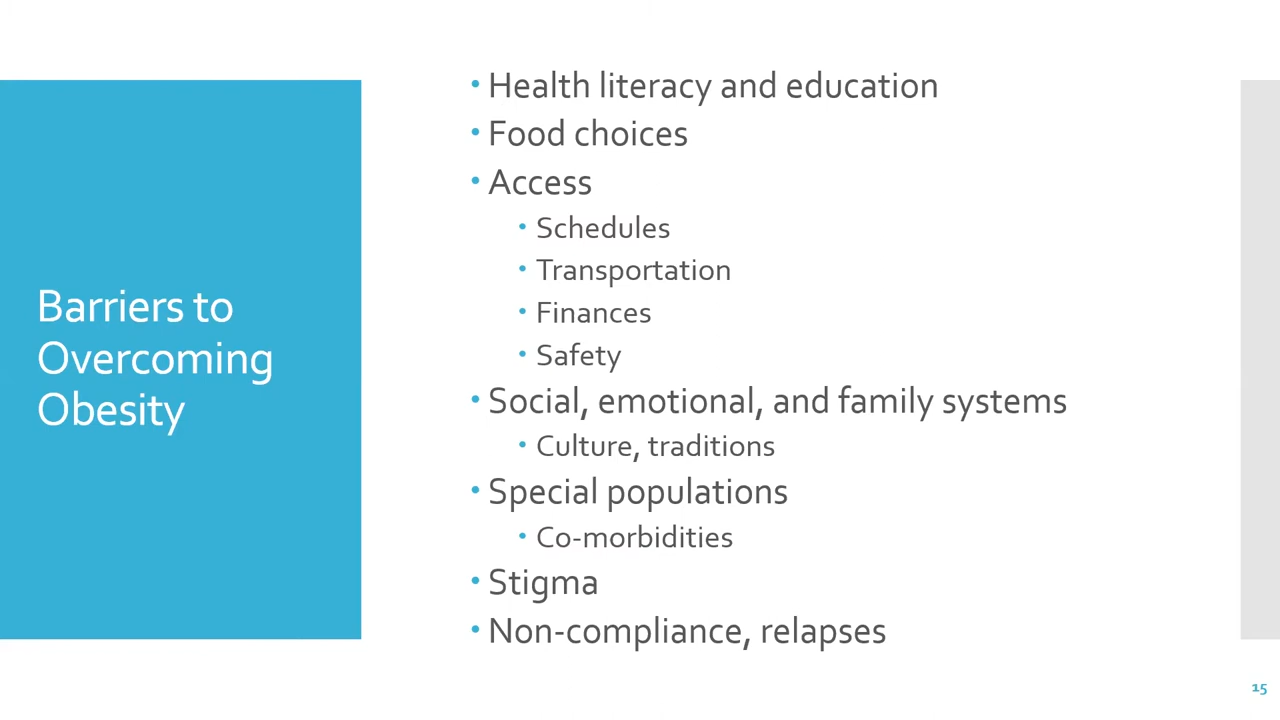 Barriers to
Overcoming
Obesity
• Health literacy and education
• Food choices
• Access
• Schedules
• Transportation
• Finances
• Safety
• Social, emotional, and family systems
• Culture, traditions
• Special populations
• Co-morbidities
• Stigma
• Non-compliance, relapses
15